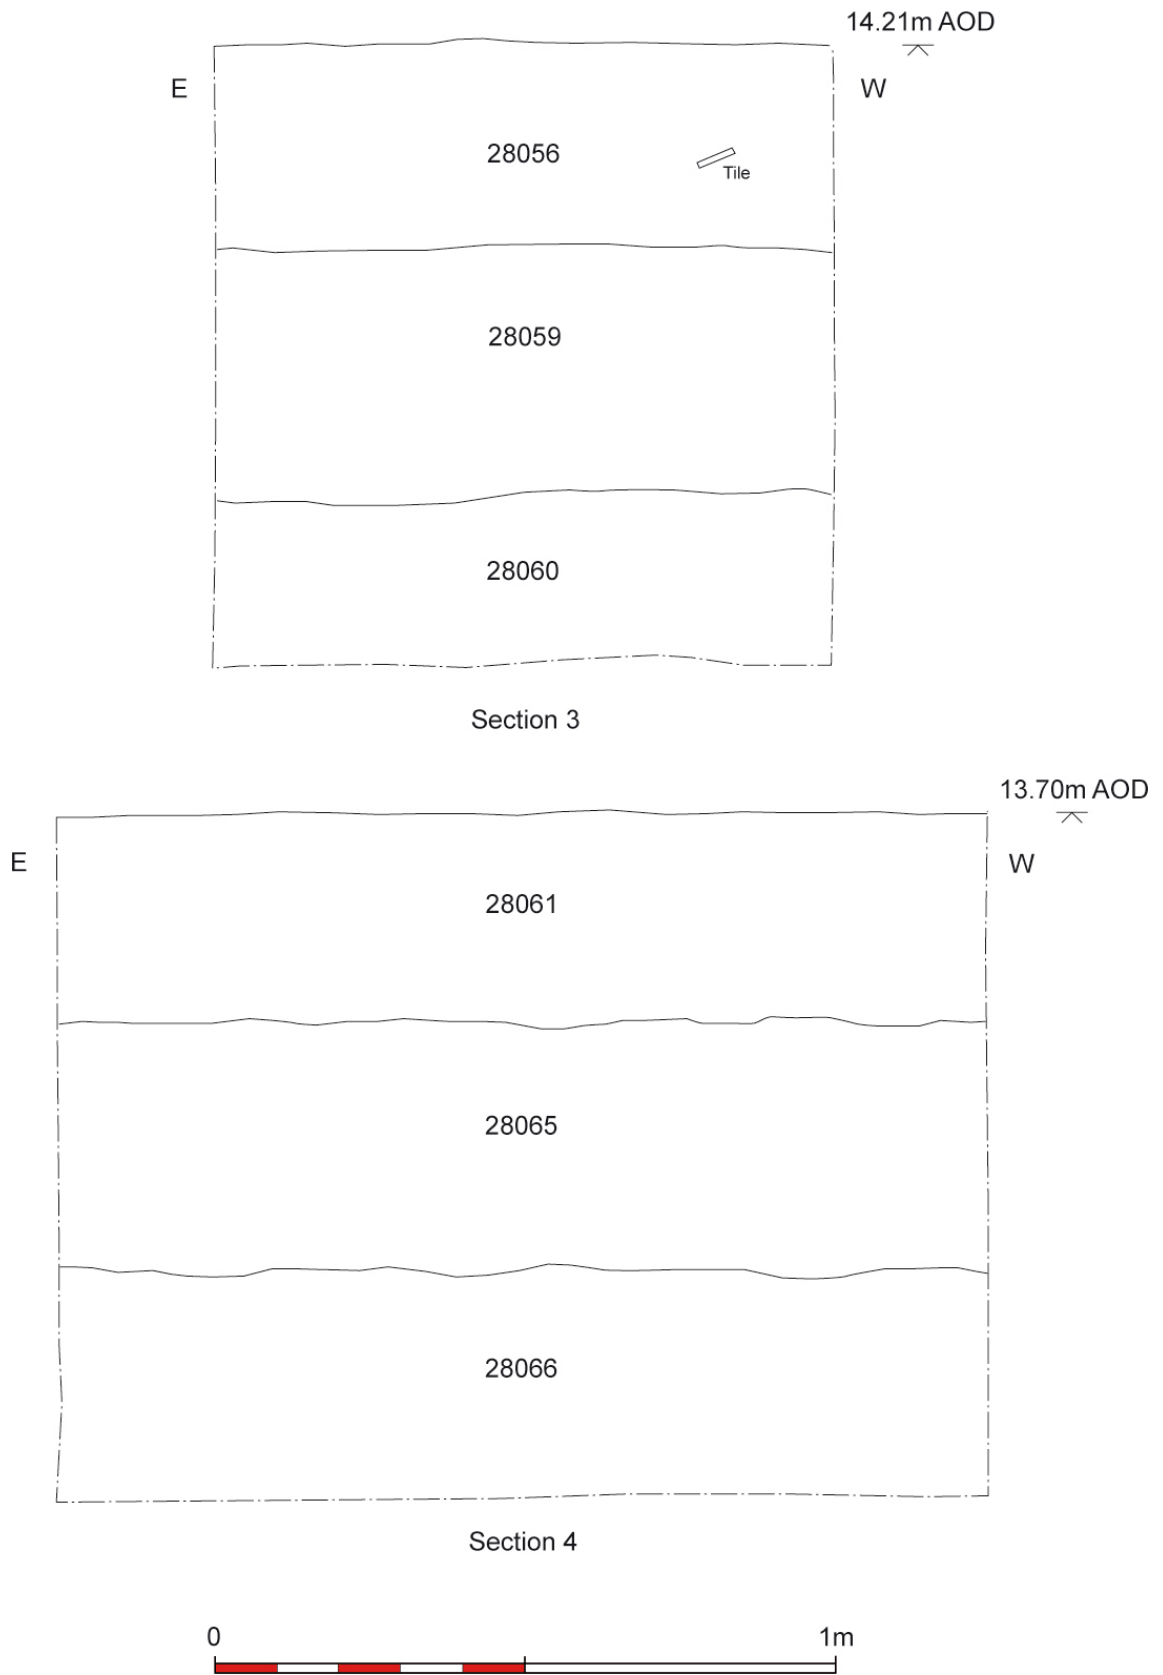 14.21m AOD
E
W
28056
Tile
28059
28060
Section 3
13.70m AOD
E
W
28061
28065
28066
Section 4
0 1m